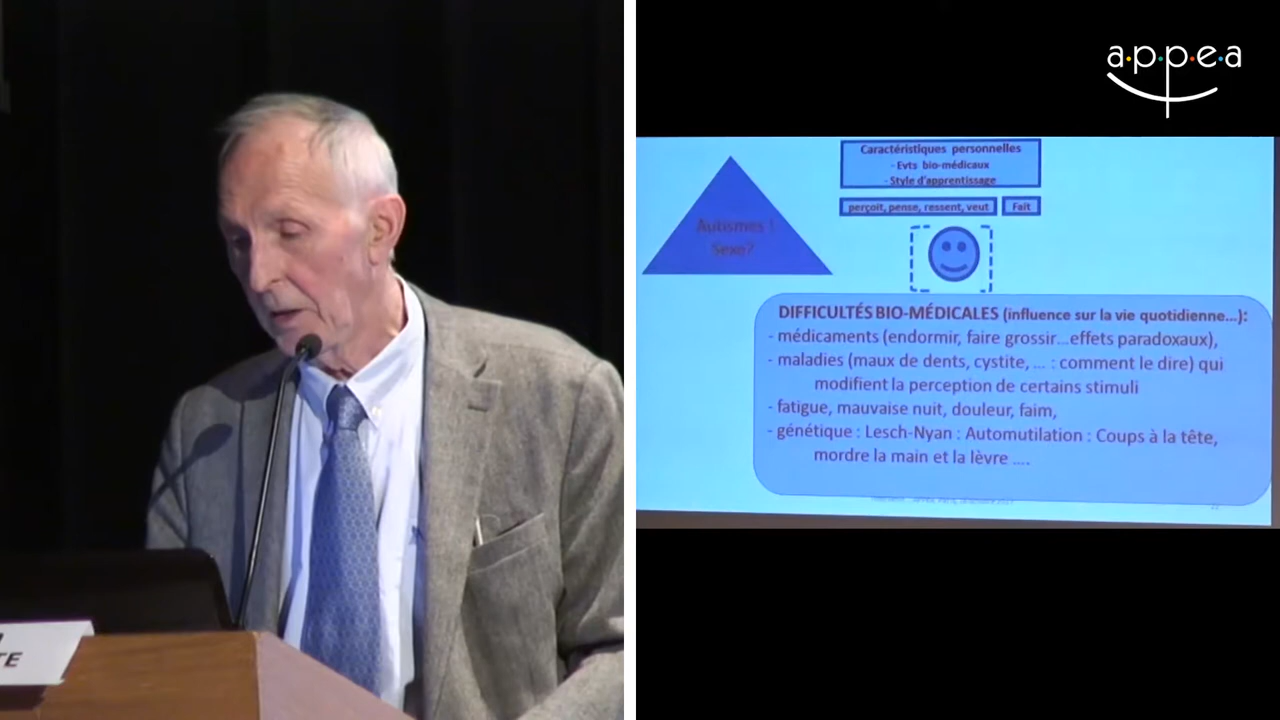 TE
a.p.p.e.a
Caractéristiques personnelles
- Evts bio-médicaux
- Style d'apprentissage
perçoit, pense, ressent, veut
Fait
Autismes !
Sexe?
DIFFICULTÉS BIO-MÉDICALES (influence sur la vie quotidienne...):
- médicaments (endormir, faire grossir...effets paradoxaux),
- maladies (maux de dents, cystite, ... : comment le dire) qui
modifient la perception de certains stimuli
- fatigue, mauvaise nuit, douleur, faim,
- génétique : Lesch-Nyan : Automutilation : Coups à la tête,
mordre la main et la lèvre ....